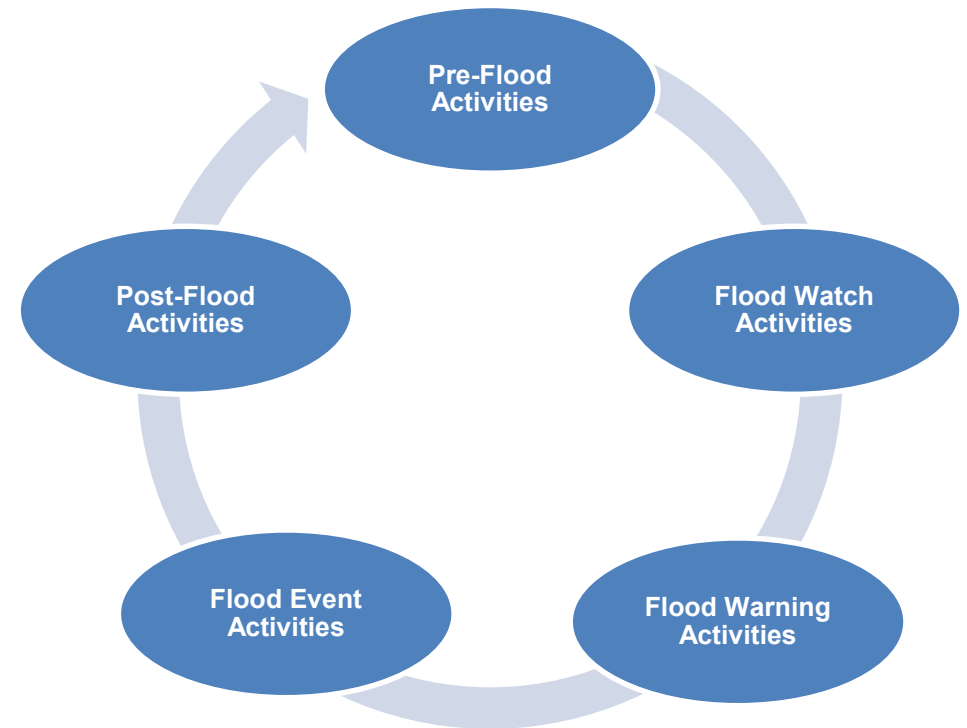 Pre-Flood
Activities
Flood Watch
Activities
Flood Warning
Activities
Flood Event
Activities
Post-Flood
Activities